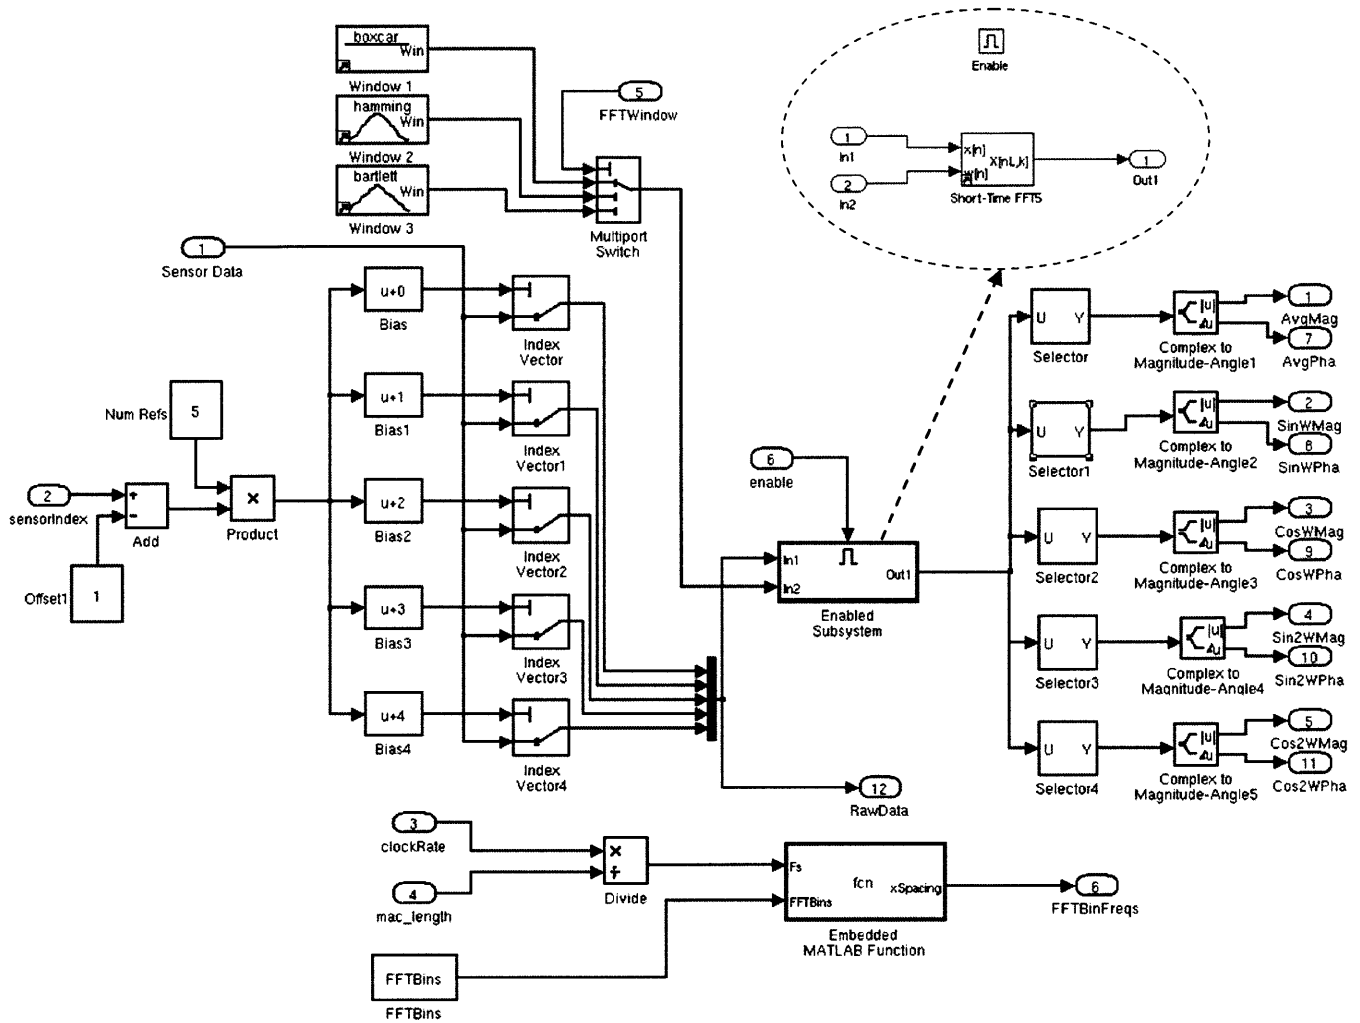 boxcar
Win
Window 1
hamming
Win
Window 2
bartlett
Win
Window 3
5
FFTWindow
Multiport
Switch
Enable
1
In1
2
In2
x[n]
w[n]
X[nL,k]
Short-Time FFT5
1
Out1
1
Sensor Data
u+0
Bias
Index
Vector
u+1
Bias1
Index
Vector1
u+2
Bias2
Index
Vector2
u+3
Bias3
Index
Vector3
u+4
Bias4
Index
Vector4
Num Refs
5
2
sensorIndex
+
-
Add
×
Product
Offset1
1
6
enable
In1
In2
Out1
Enabled
Subsystem
U Y
Selector
|u|
∠u
Complex to
Magnitude-Angle1
1
AvgMag
7
AvgPha
U Y
Selector1
|u|
∠u
Complex to
Magnitude-Angle2
2
SinWMag
8
SinWPha
U Y
Selector2
|u|
∠u
Complex to
Magnitude-Angle3
3
CosWMag
9
CosWPha
U Y
Selector3
|u|
∠u
Complex to
Magnitude-Angle4
4
Sin2WMag
10
Sin2WPha
U Y
Selector4
|u|
∠u
Complex to
Magnitude-Angle5
5
Cos2WMag
11
Cos2WPha
12
RawData
3
clockRate
4
mac_length
×
÷
Divide
Fs
FFTBins
fcn
xSpacing
Embedded
MATLAB Function
6
FFTBinFreqs
FFTBins
FFTBins